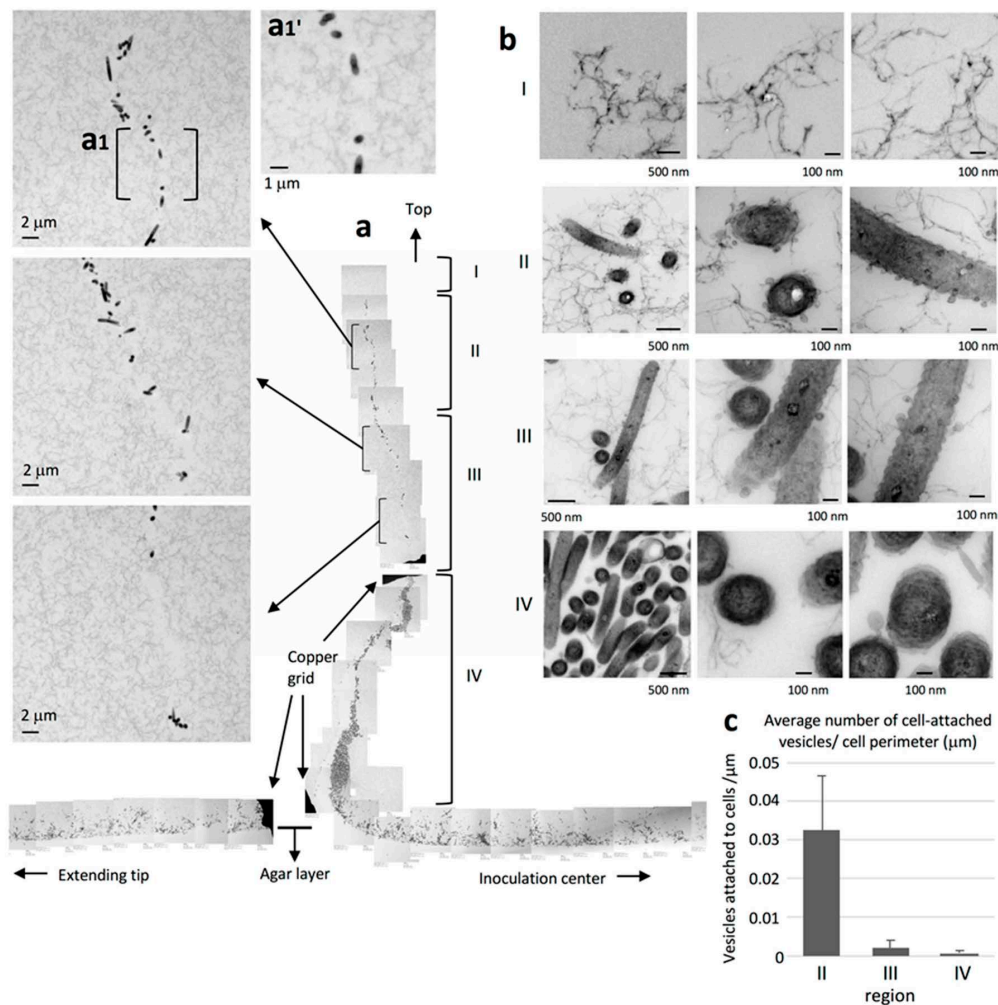 a1'
a1
2 μm
1 μm
2 μm
2 μm
a
Top
I
II
III
IV
Copper
grid
Extending tip
Agar layer
Inoculation center
b
I
500 nm
100 nm
100 nm
II
500 nm
100 nm
100 nm
III
500 nm
100 nm
100 nm
IV
500 nm
100 nm
100 nm
c
Average number of cell-attached
vesicles/ cell perimeter (μm)
Vesicles attached to cells /μm
0.05
0.04
0.03
0.02
0.01
0
II III IV
region